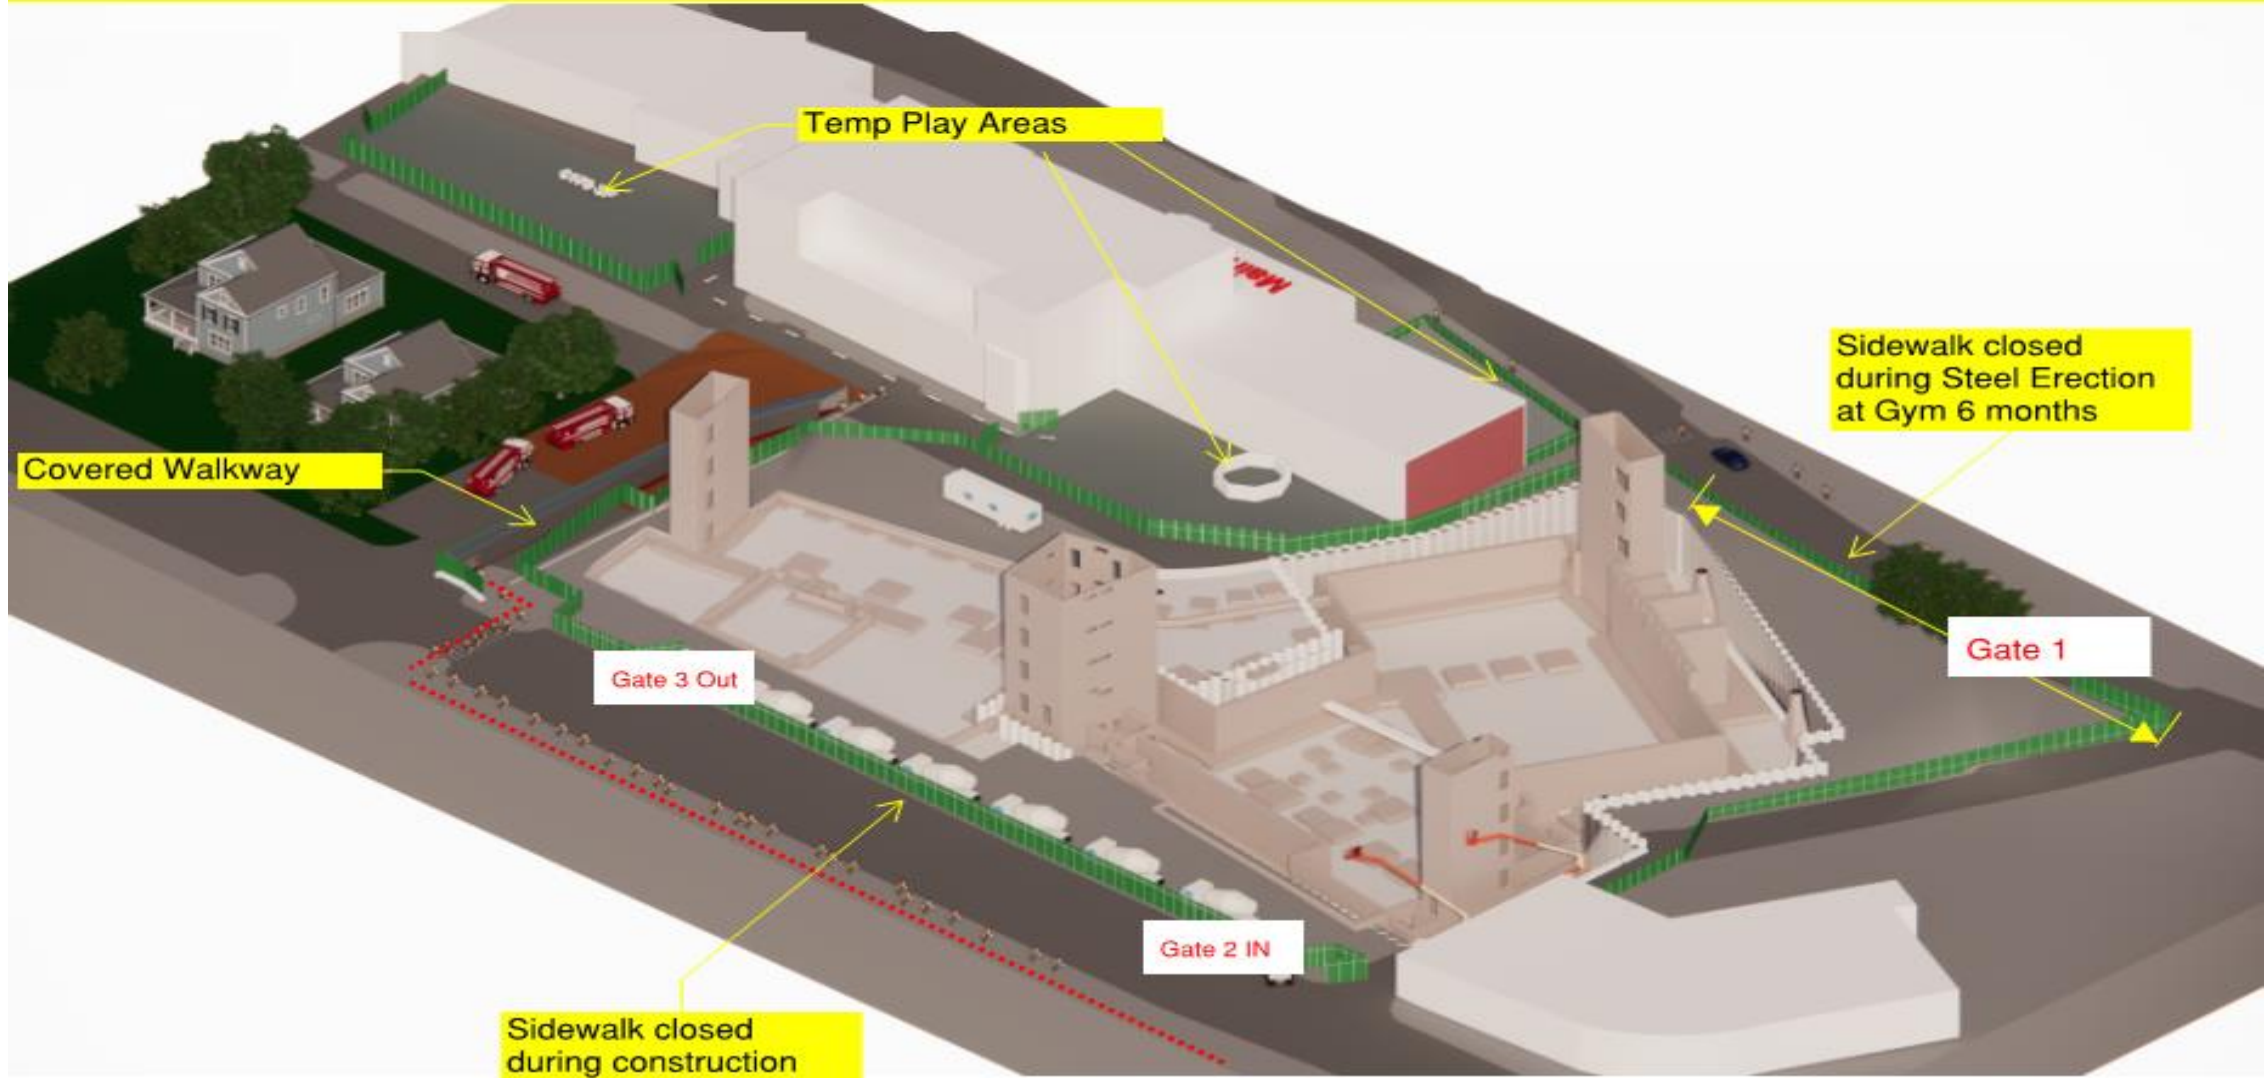 Temp Play Areas
Sidewalk closed
during Steel Erection
at Gym 6 months
Covered Walkway
Gate 1
Gate 3 Out
Gate 2 IN
Sidewalk closed
during construction